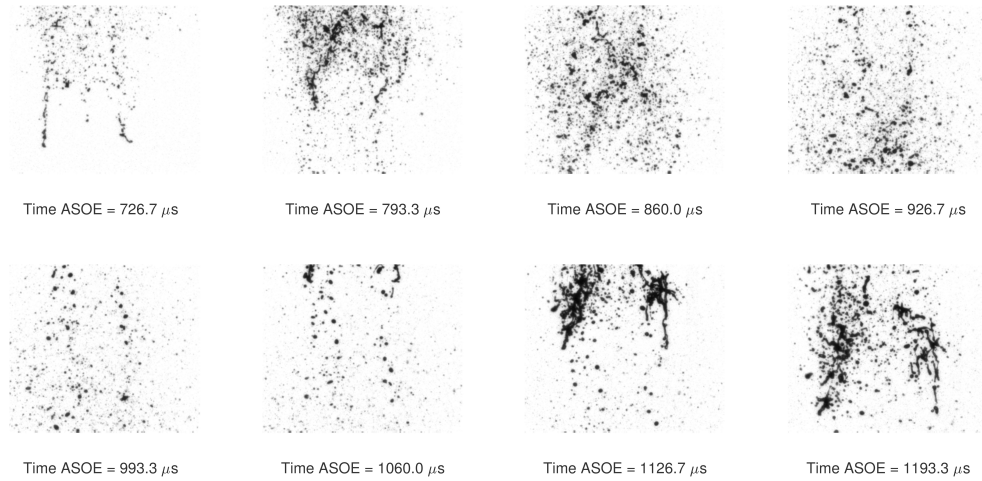 Time ASOE = 726.7 μs
Time ASOE = 793.3 μs
Time ASOE = 860.0 μs
Time ASOE = 926.7 μs
Time ASOE = 993.3 μs
Time ASOE = 1060.0 μs
Time ASOE = 1126.7 μs
Time ASOE = 1193.3 μs